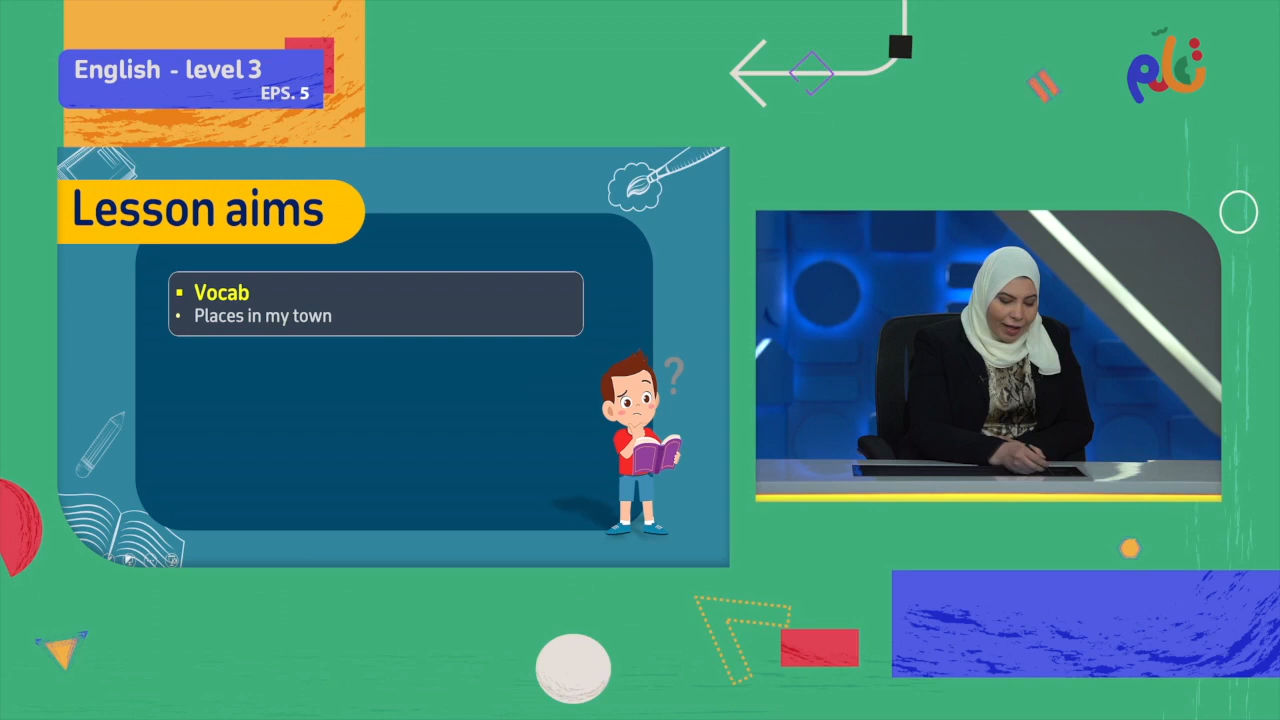 English - level 3
EPS. 5
Lesson aims
Vocab
Places in my town
?